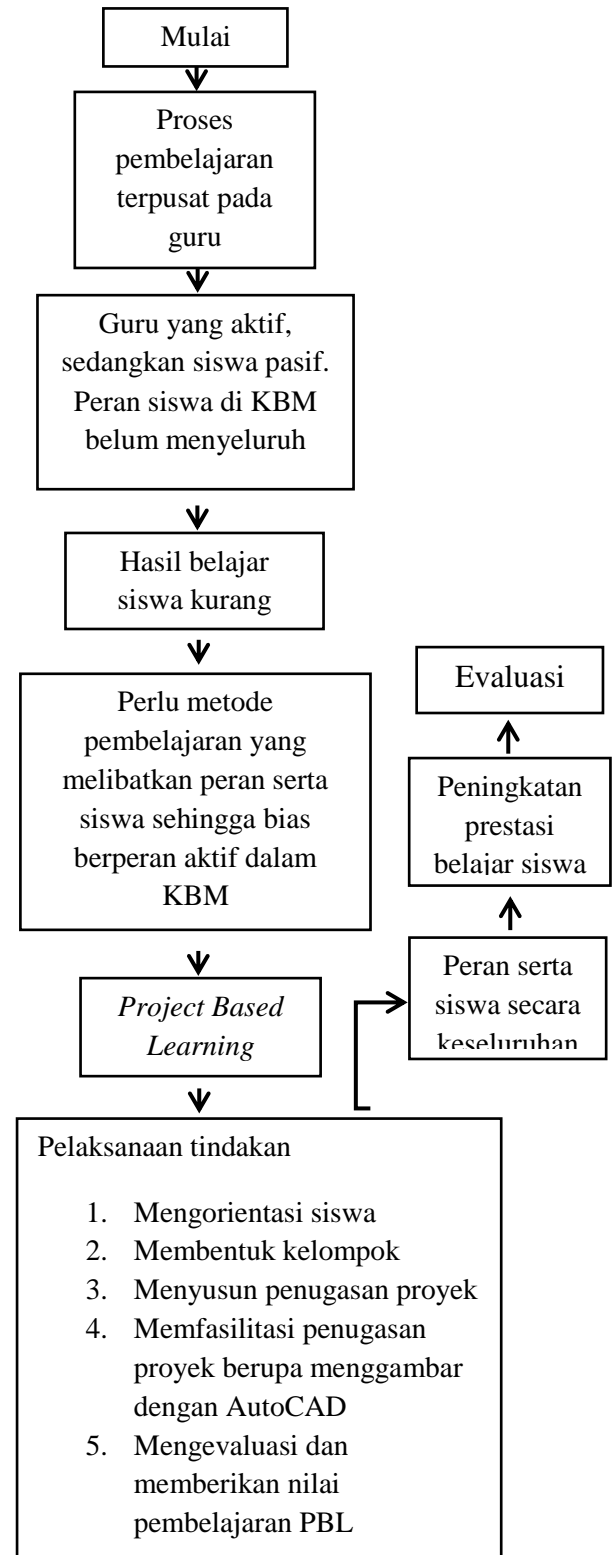 Mulai
Proses
pembelajaran
terpusat pada
guru
Guru yang aktif,
sedangkan siswa pasif.
Peran siswa di KBM
belum menyeluruh
Hasil belajar
siswa kurang
Perlu metode
pembelajaran yang
melibatkan peran serta
siswa sehingga bias
berperan aktif dalam
KBM
Project Based
Learning
Pelaksanaan tindakan
1. Mengorientasi siswa
2. Membentuk kelompok
3. Menyusun penugasan proyek
4. Memfasilitasi penugasan
proyek berupa menggambar
dengan AutoCAD
5. Mengevaluasi dan
memberikan nilai
pembelajaran PBL
Peran serta
siswa secara
keseluruhan
Peningkatan
prestasi
belajar siswa
Evaluasi